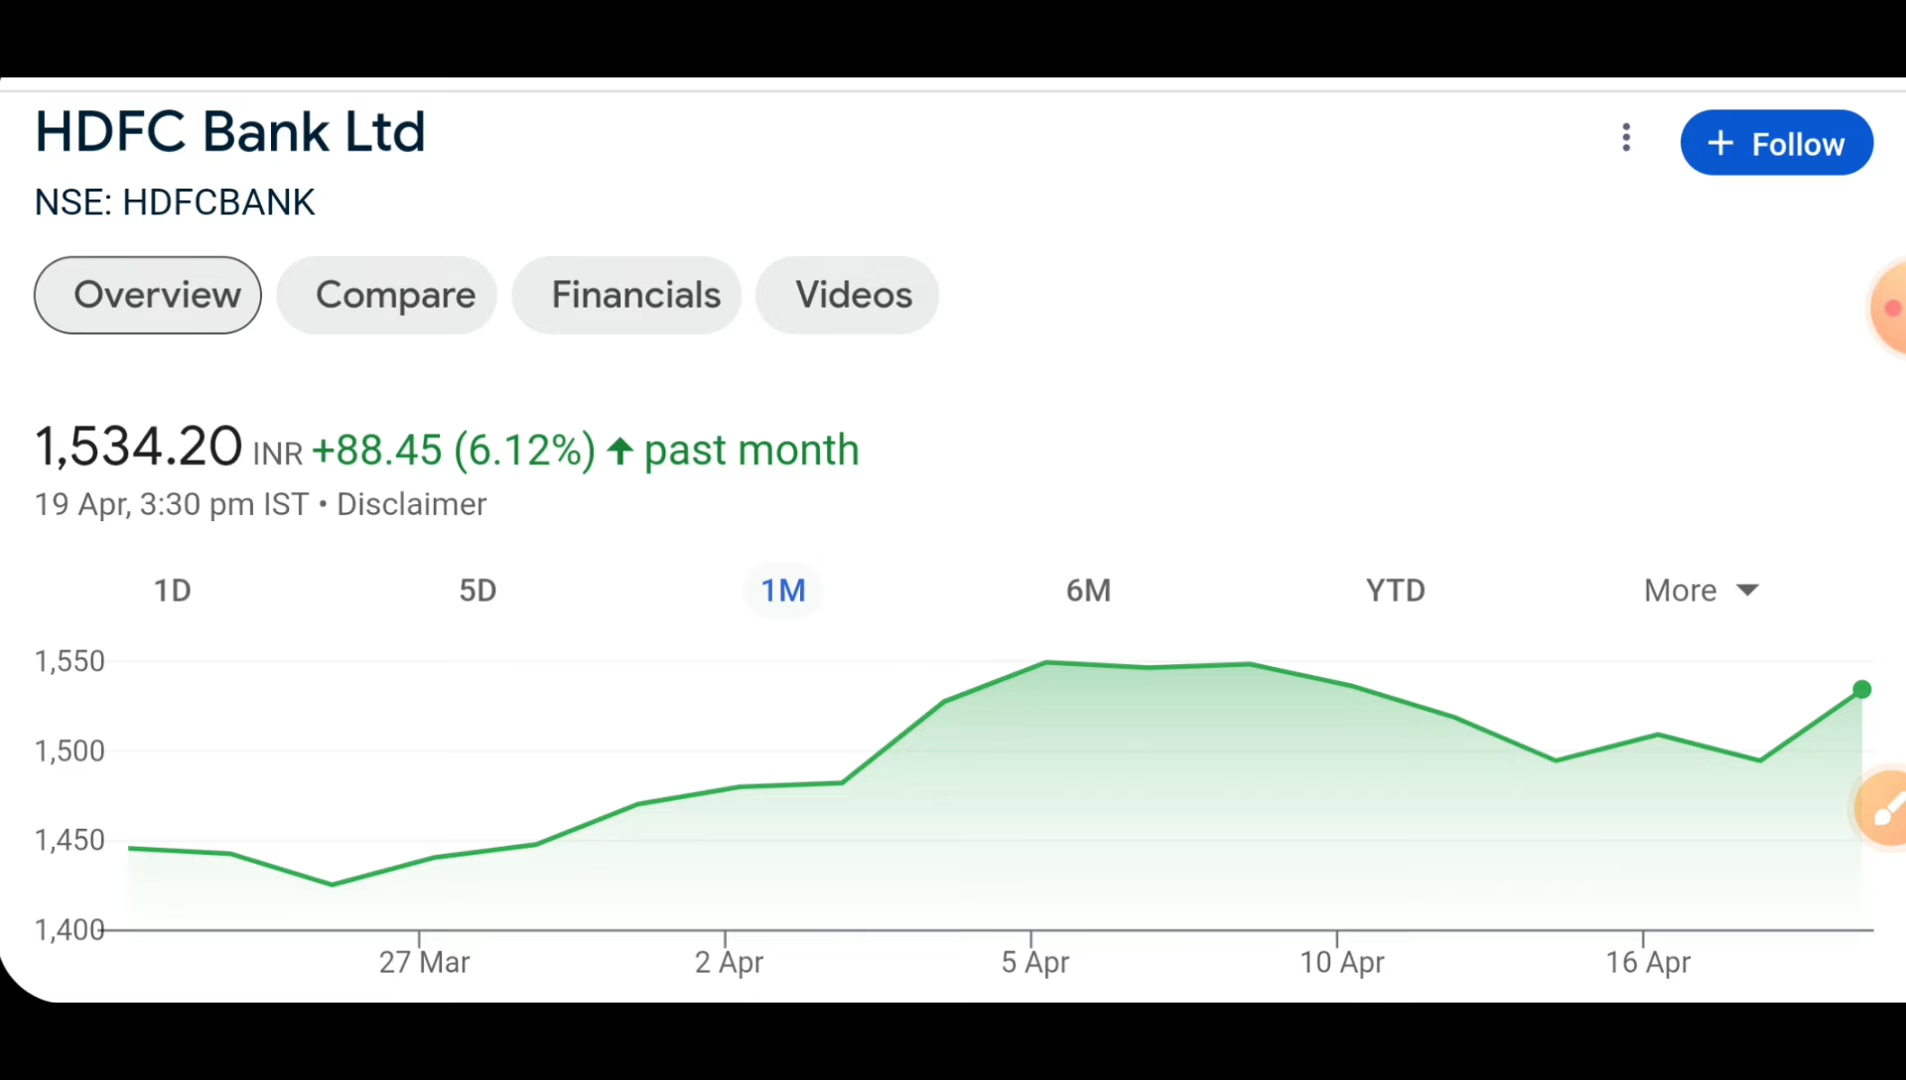 HDFC Bank Ltd
+ Follow
NSE: HDFCBANK
Overview Compare Financials Videos
1,534.20 INR +88.45 (6.12%) ↑ past month
19 Apr, 3:30 pm IST • Disclaimer
1D 5D 1M 6M YTD More
1,550
1,500
1,450
1,400
27 Mar 2 Apr 5 Apr 10 Apr 16 Apr